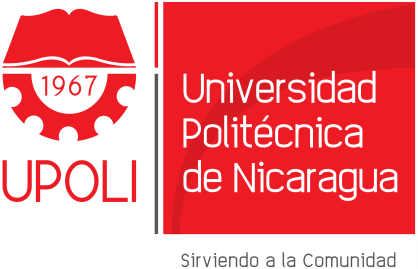 1967
UPOLI
Universidad
Politécnica
de Nicaragua
Sirviendo a la Comunidad